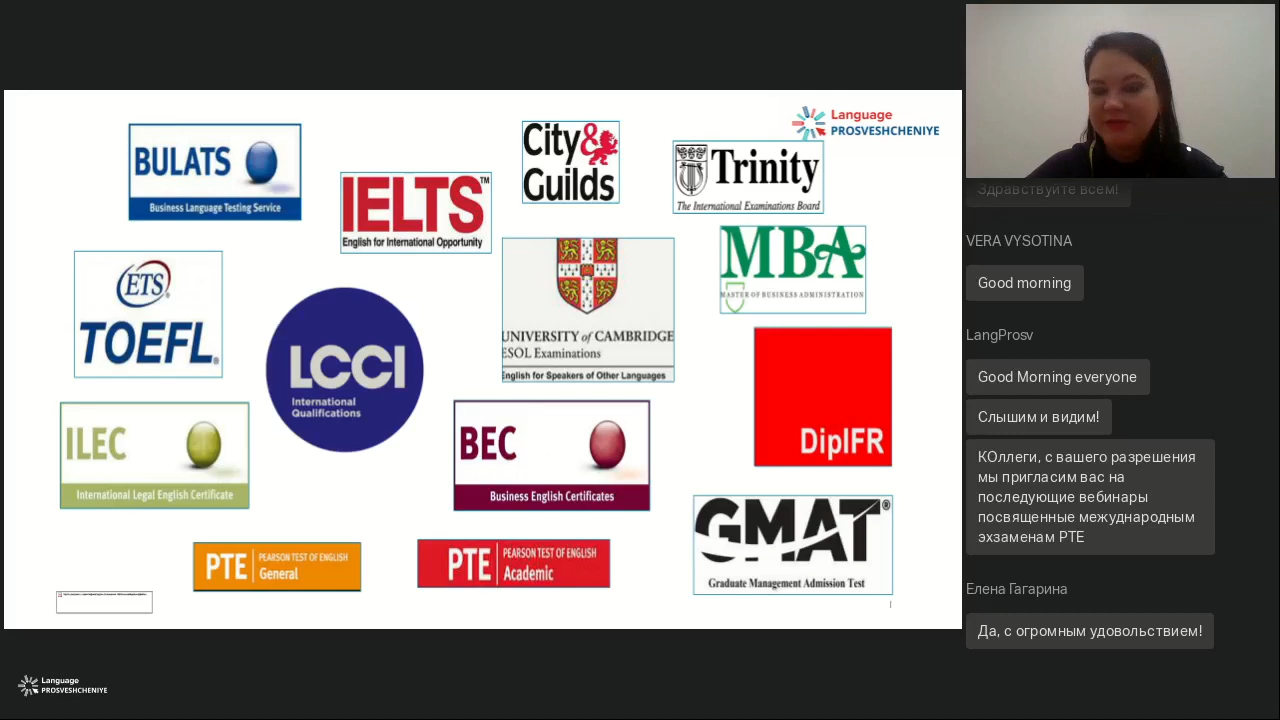 Language
PROSVESHCHENIYE
BULATS
Business Language Testing Service
IELTS™
English for International Opportunity
City&
Guilds
Trinity
The International Examinations Board
ETS®
TOEFL®
LCCI
International
Qualifications
UNIVERSITY of CAMBRIDGE
ESOL Examinations
English for Speakers of Other Languages
MBA
MASTER OF BUSINESS ADMINISTRATION
DipIFR
ILEC
International Legal English Certificate
BEC
Business English Certificates
GMAT®
Graduate Management Admission Test
PTE
PEARSON TEST OF ENGLISH
General
PTE
PEARSON TEST OF ENGLISH
Academic
Language
PROSVESHCHENIYE
Здравствуйте всем!
VERA VYSOTINA
Good morning
LangProsv
Good Morning everyone
Слышим и видим!
КОллеги, с вашего разрешения
мы пригласим вас на
последующие вебинары
посвященные межуднародным
эхзаменам PTE
Елена Гагарина
Да, с огромным удовольствием!